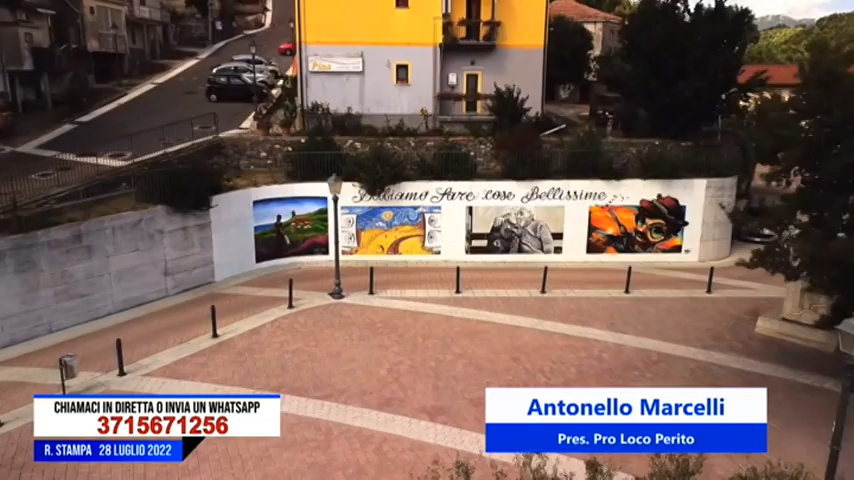 Dobbiamo Fare cose Bellissime
CHIAMACI IN DIRETTA O INVIA UN WHATSAPP
3715671256
R. STAMPA 28 LUGLIO 2022
Antonello Marcelli
Pres. Pro Loco Perito